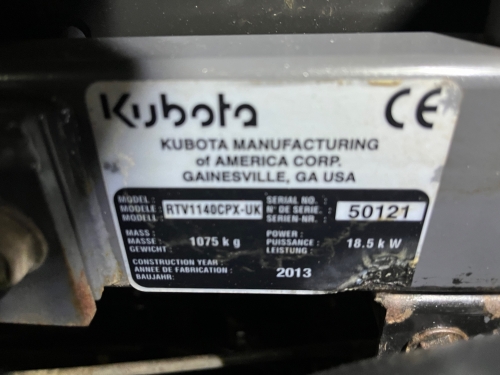 Kubota CE
KUBOTA MANUFACTURING
of AMERICA CORP.
GAINESVILLE, GA USA
MODEL: SERIAL NO. :
MODELE: RTV1140CPX-UK N° DE SERIE. : 50121
MODELL: SERIEN-NR. :
MASS : POWER :
MASSE : 1075 kg PUISSANCE : 18.5 kW
GEWICHT : LEISTUNG :
CONSTRUCTION YEAR :
ANNEE DE FABRICATION : 2013
BAUJAHR: